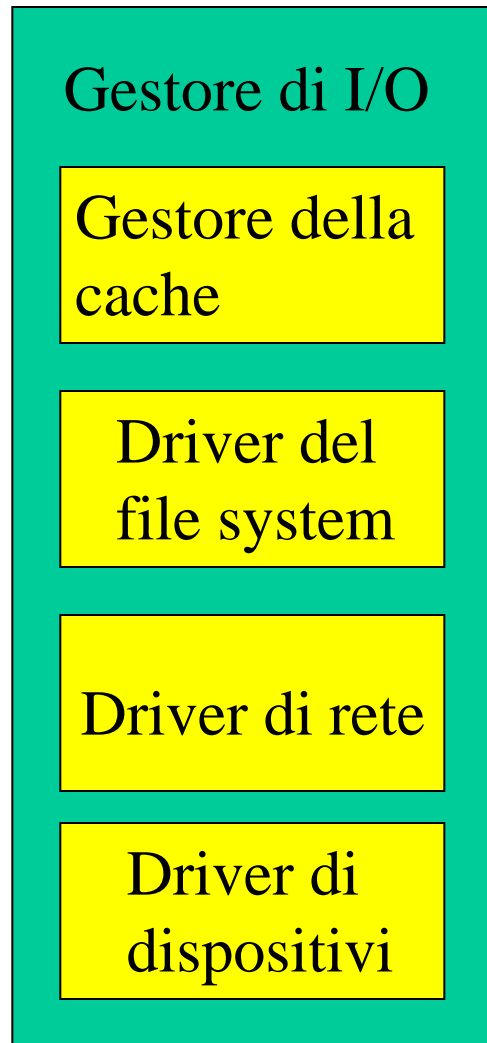 Gestore di I/O
Gestore della
cache
Driver del
file system
Driver di rete
Driver di
dispositivi